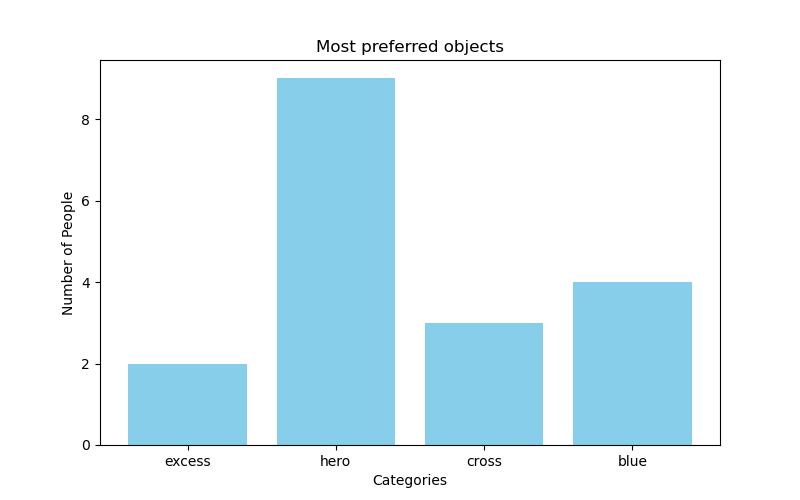 Most preferred objects
Number of People
8
6
4
2
0
excess hero cross blue
Categories